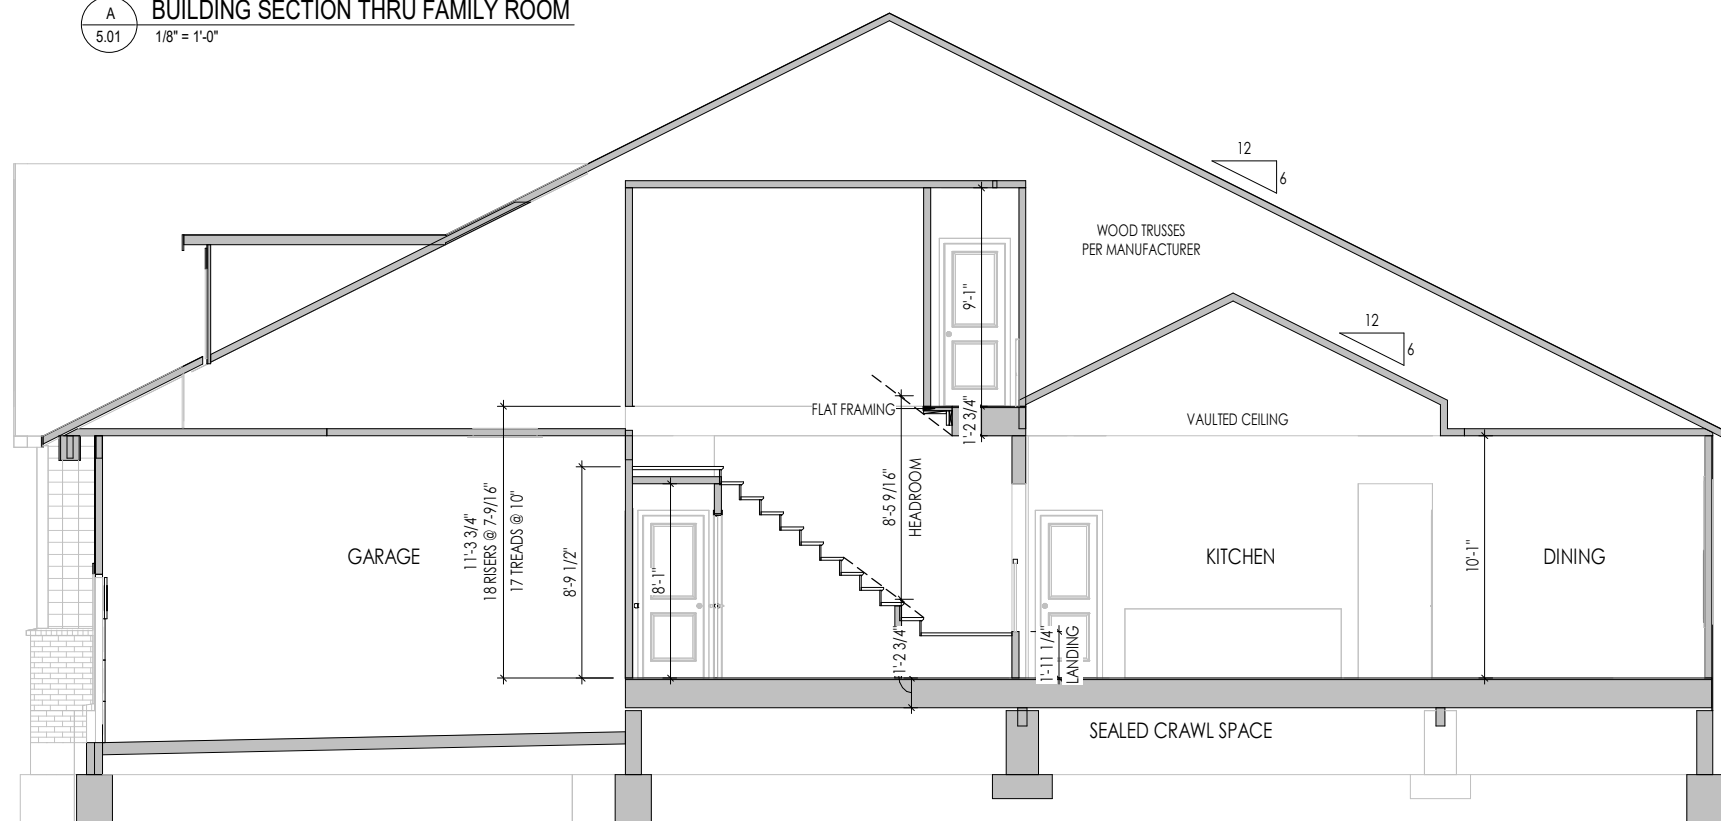 A
5.01
BUILDING SECTION THRU FAMILY ROOM
1/8" = 1'-0"
12
6
WOOD TRUSSES
PER MANUFACTURER
9'-1"
12
6
FLAT FRAMING
1'-2 3/4"
VAULTED CEILING
11'-3 3/4"
18 RISERS @ 7-9/16"
17 TREADS @ 10"
8'-9 1/2"
8'-1"
8'-5 9/16"
HEADROOM
GARAGE
KITCHEN
10'-1"
DINING
1'-2 3/4"
1'-11 1/4"
LANDING
SEALED CRAWL SPACE